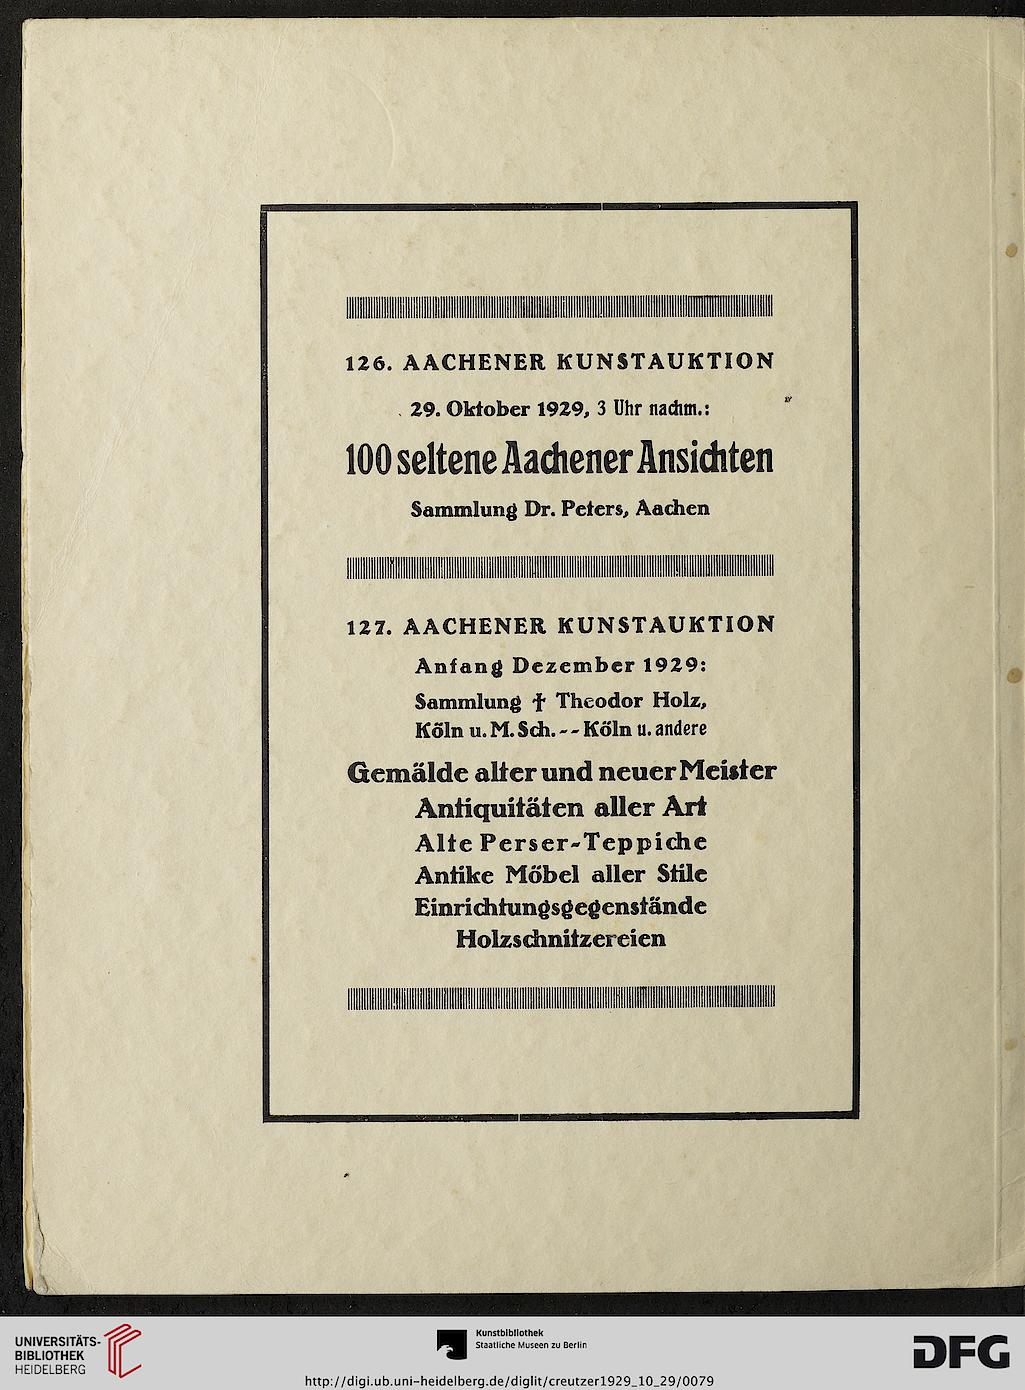 126. AACHENER KUNSTAUKTION
29. Oktober 1929, 3 Uhr nachm.:
100 seltene Aachener Ansichten
Sammlung Dr. Peters, Aachen
127. AACHENER KUNSTAUKTION
Anfang Dezember 1929:
Sammlung † Theodor Holz,
Köln u. M. Sch. -- Köln u. andere
Gemälde alter und neuer Meister
Antiquitäten aller Art
Alte Perser-Teppiche
Antike Möbel aller Stile
Einrichtungsgegenstände
Holzschnitzereien
UNIVERSITÄTS-
BIBLIOTHEK
HEIDELBERG
Kunstbibliothek
Staatliche Museen zu Berlin
DFG
http://digi.ub.uni-heidelberg.de/diglit/creutzer1929_10_29/0079